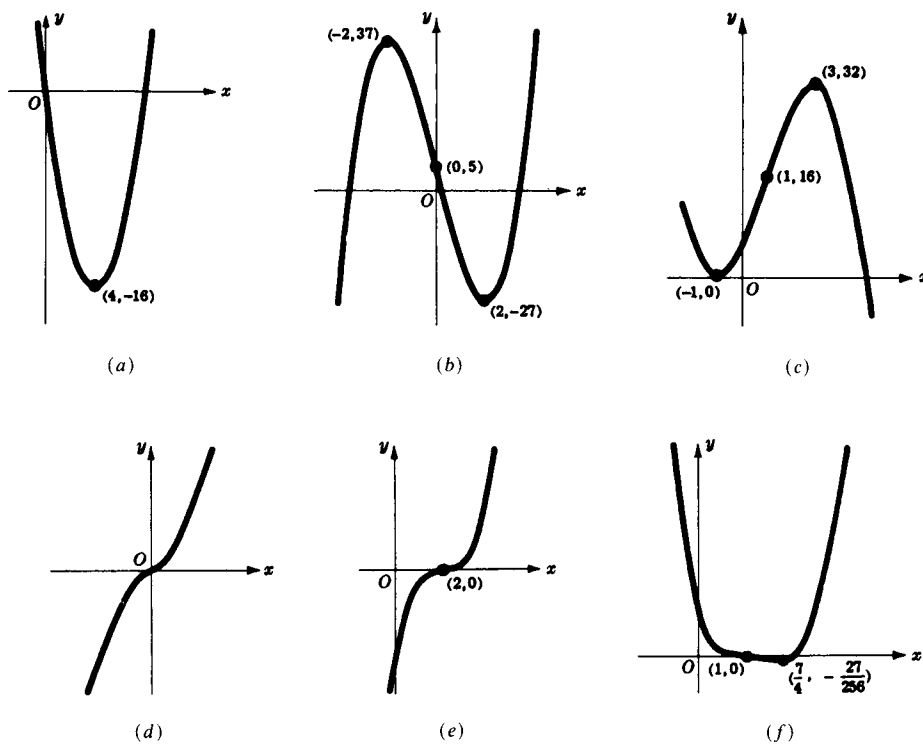 y
x
O
(4, -16)
(a)
y
(-2, 37)
(0, 5)
x
O
(2, -27)
(b)
y
(3, 32)
(1, 16)
(-1, 0)
O
x
(c)
y
O
x
(d)
y
O
(2, 0)
x
(e)
y
x
O
(1, 0)
(7/4, - 27/256)
(f)